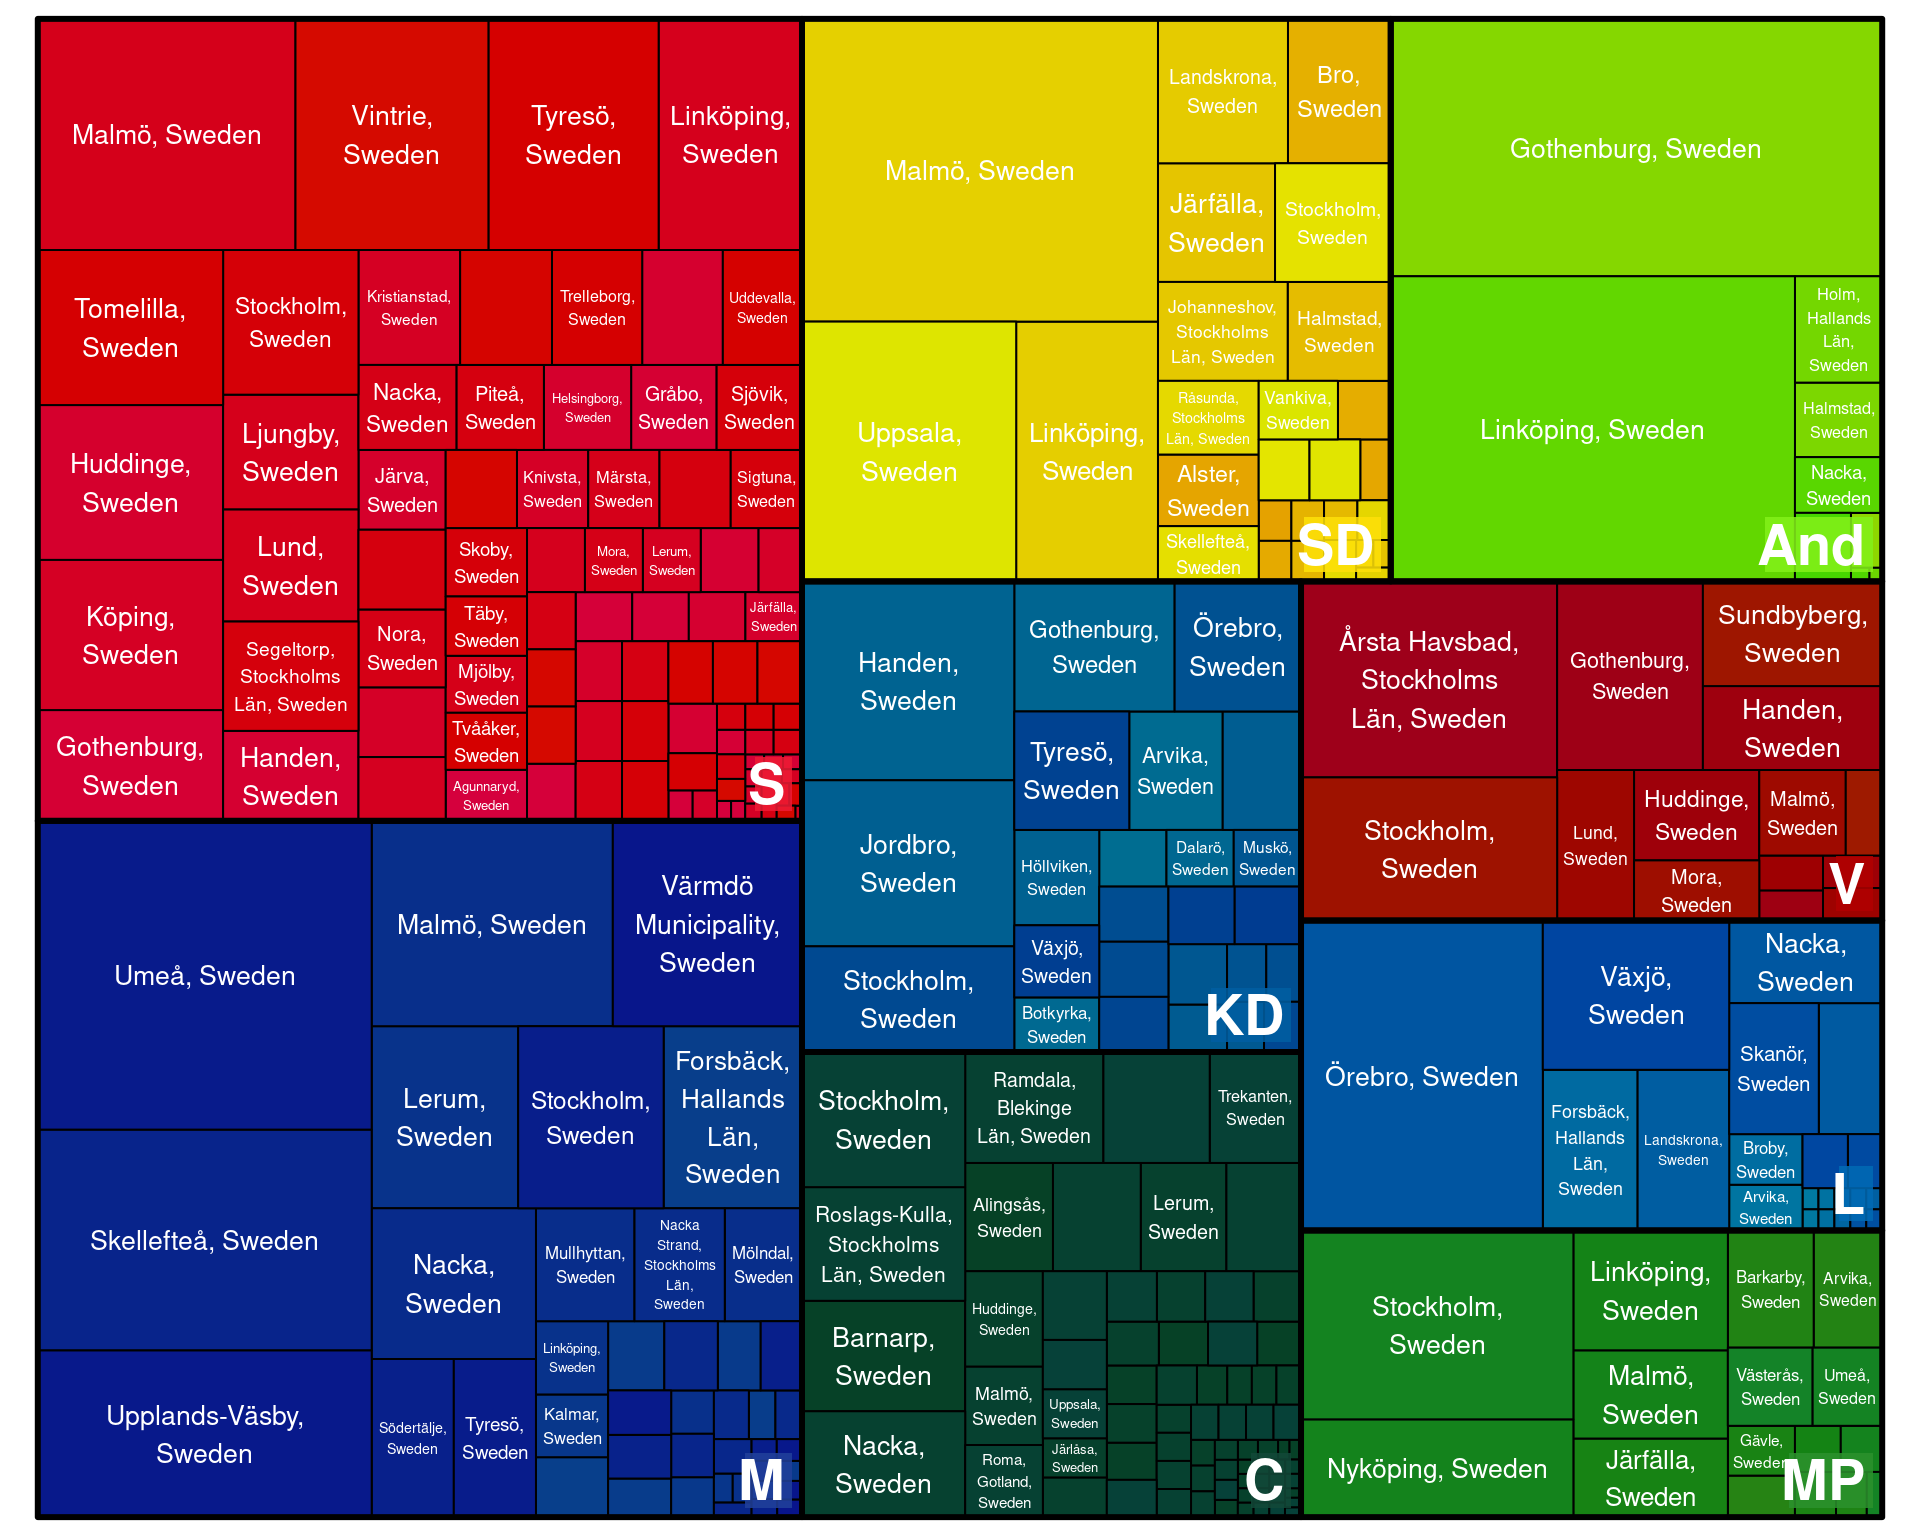 Malmö, Sweden
Vintrie,
Sweden
Tyresö,
Sweden
Linköping,
Sweden
Tomelilla,
Sweden
Stockholm,
Sweden
Kristianstad,
Sweden
Trelleborg,
Sweden
Uddevalla,
Sweden
Nacka,
Sweden
Piteå,
Sweden
Helsingborg,
Sweden
Gråbo,
Sweden
Sjövik,
Sweden
Huddinge,
Sweden
Ljungby,
Sweden
Järva,
Sweden
Knivsta,
Sweden
Märsta,
Sweden
Sigtuna,
Sweden
Lund,
Sweden
Skoby,
Sweden
Mora,
Sweden
Lerum,
Sweden
Köping,
Sweden
Segeltorp,
Stockholms
Län, Sweden
Nora,
Sweden
Täby,
Sweden
Järfälla,
Sweden
Mjölby,
Sweden
Gothenburg,
Sweden
Handen,
Sweden
Tvååker,
Sweden
Agunnaryd,
Sweden
S
Malmö, Sweden
Landskrona,
Sweden
Bro,
Sweden
Järfälla,
Sweden
Stockholm,
Sweden
Johanneshov,
Stockholms
Län, Sweden
Halmstad,
Sweden
Uppsala,
Sweden
Linköping,
Sweden
Råsunda,
Stockholms
Län, Sweden
Vankiva,
Sweden
Alster,
Sweden
Skellefteå,
Sweden
SD
Gothenburg, Sweden
Linköping, Sweden
Holm,
Hallands
Län,
Sweden
Halmstad,
Sweden
Nacka,
Sweden
And
Umeå, Sweden
Malmö, Sweden
Värmdö
Municipality,
Sweden
Lerum,
Sweden
Stockholm,
Sweden
Forsbäck,
Hallands
Län,
Sweden
Skellefteå, Sweden
Nacka,
Sweden
Mullhyttan,
Sweden
Nacka
Strand,
Stockholms
Län,
Sweden
Mölndal,
Sweden
Linköping,
Sweden
Upplands-Väsby,
Sweden
Södertälje,
Sweden
Tyresö,
Sweden
Kalmar,
Sweden
M
Handen,
Sweden
Gothenburg,
Sweden
Örebro,
Sweden
Tyresö,
Sweden
Arvika,
Sweden
Jordbro,
Sweden
Höllviken,
Sweden
Dalarö,
Sweden
Muskö,
Sweden
Växjö,
Sweden
Stockholm,
Sweden
Botkyrka,
Sweden
KD
Stockholm,
Sweden
Ramdala,
Blekinge
Län, Sweden
Trekanten,
Sweden
Roslags-Kulla,
Stockholms
Län, Sweden
Alingsås,
Sweden
Lerum,
Sweden
Barnarp,
Sweden
Huddinge,
Sweden
Malmö,
Sweden
Uppsala,
Sweden
Nacka,
Sweden
Roma,
Gotland,
Sweden
Järlåsa,
Sweden
C
Årsta Havsbad,
Stockholms
Län, Sweden
Gothenburg,
Sweden
Sundbyberg,
Sweden
Handen,
Sweden
Stockholm,
Sweden
Lund,
Sweden
Huddinge,
Sweden
Malmö,
Sweden
Mora,
Sweden
V
Örebro, Sweden
Växjö,
Sweden
Nacka,
Sweden
Skanör,
Sweden
Forsbäck,
Hallands
Län,
Sweden
Landskrona,
Sweden
Broby,
Sweden
Arvika,
Sweden
L
Stockholm,
Sweden
Linköping,
Sweden
Barkarby,
Sweden
Arvika,
Sweden
Malmö,
Sweden
Västerås,
Sweden
Umeå,
Sweden
Nyköping, Sweden
Järfälla,
Sweden
Gävle,
Sweden
MP